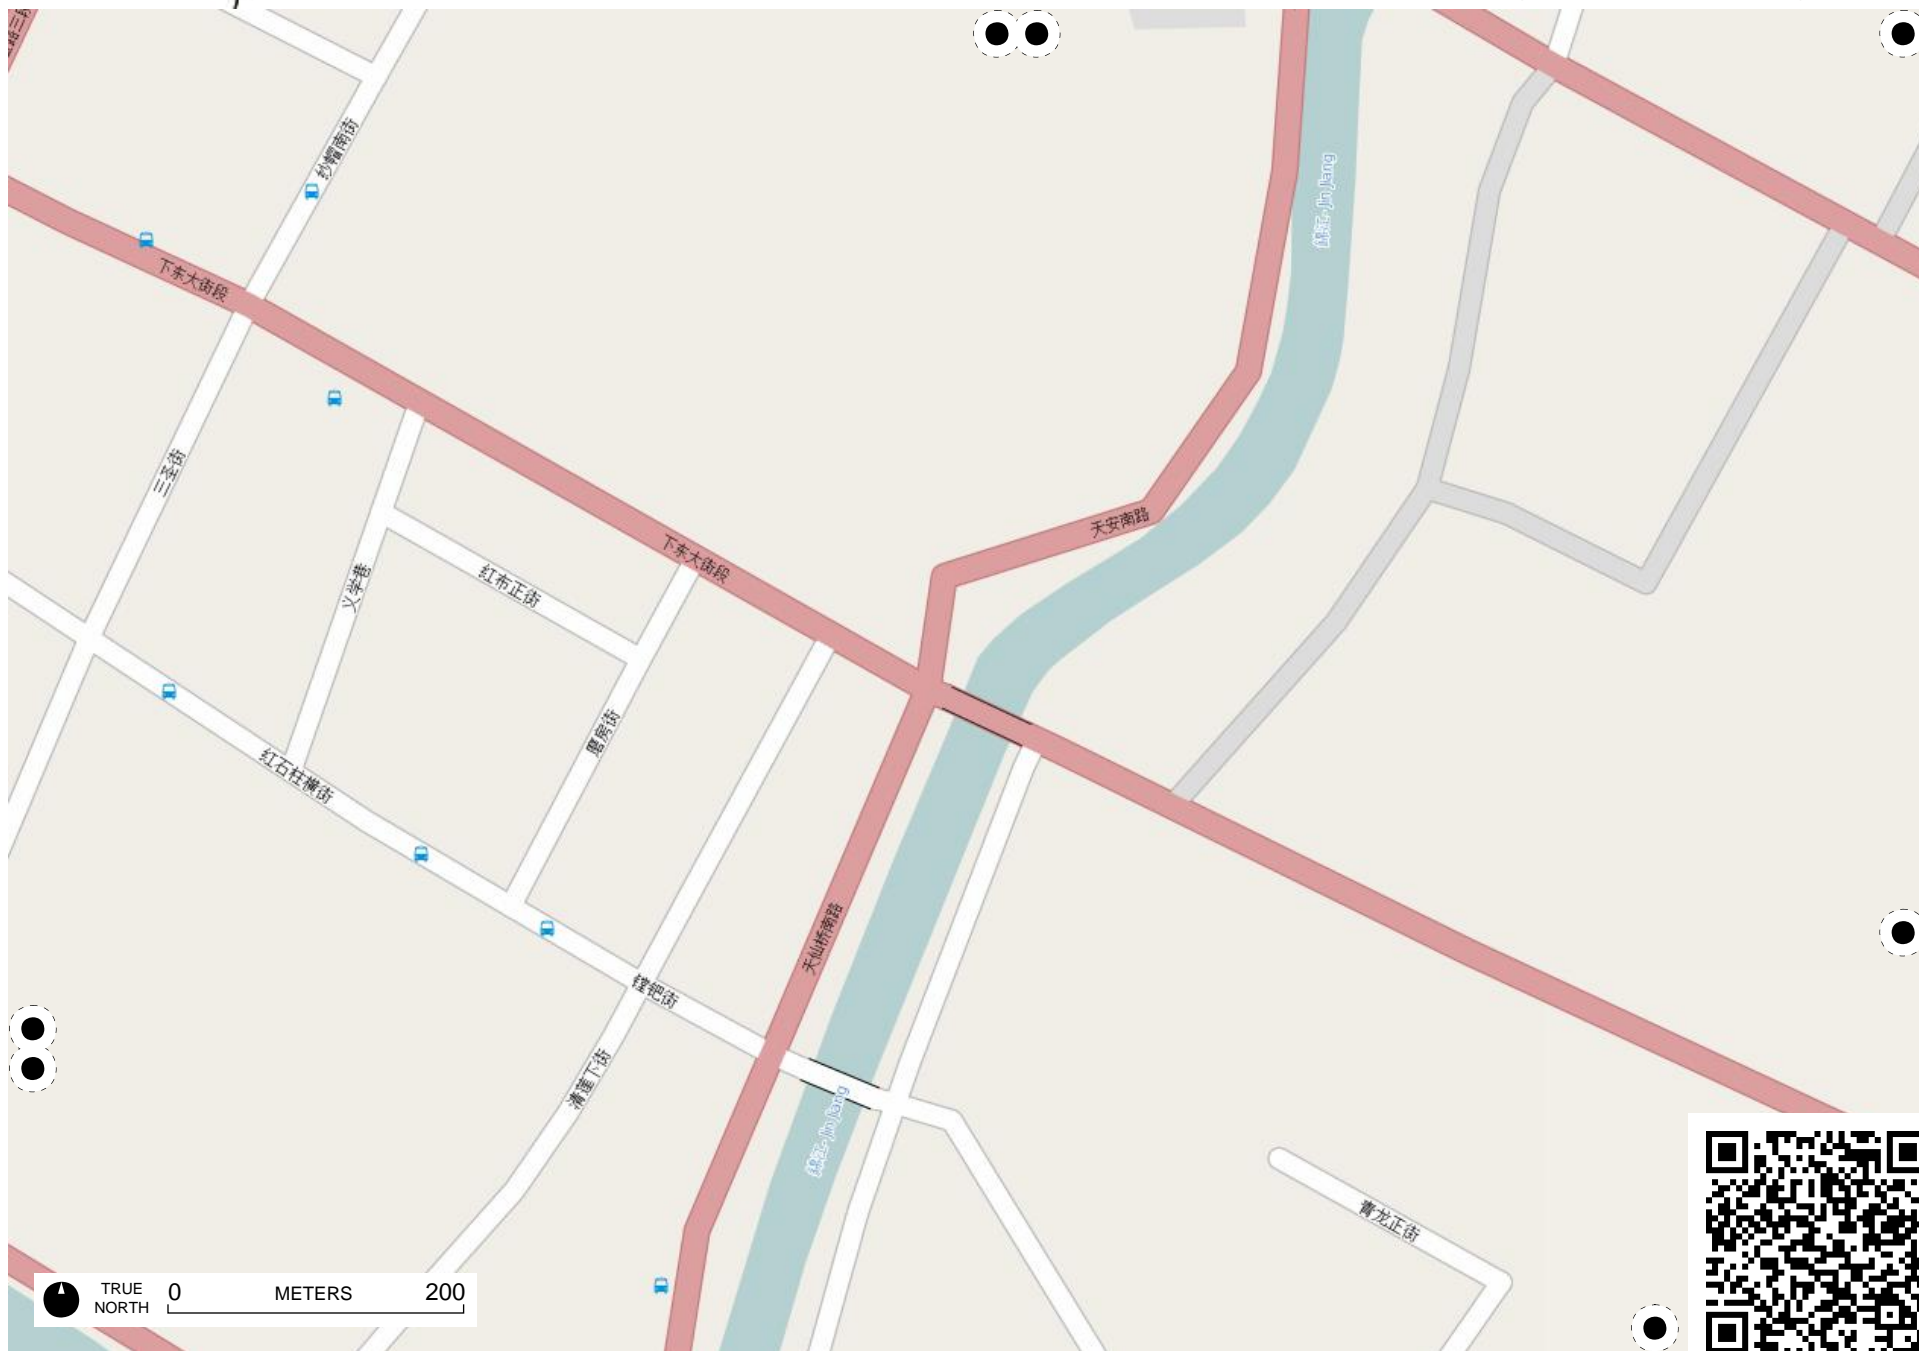 纱帽南街
下东大街段
三圣街
义学巷
红布正街
下东大街段
天安南路
錦江-Jin Jiang
磨房街
红石柱横街
镗钯街
天仙桥南路
清莲下街
錦江-Jin Jiang
青龙正街
TRUE NORTH
0 METERS 200